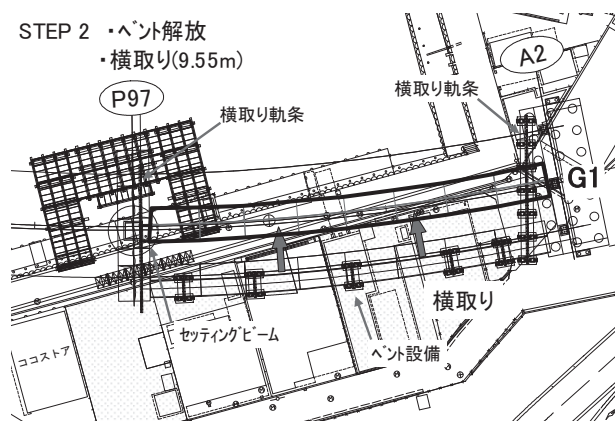 STEP 2 ・ベント解放
・横取り(9.55m)
P97
横取り軌条
横取り軌条
A2
G1
横取り
セッティングビーム
ベント設備
ココストア